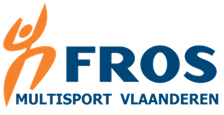 FROS
MULTISPORT VLAANDEREN